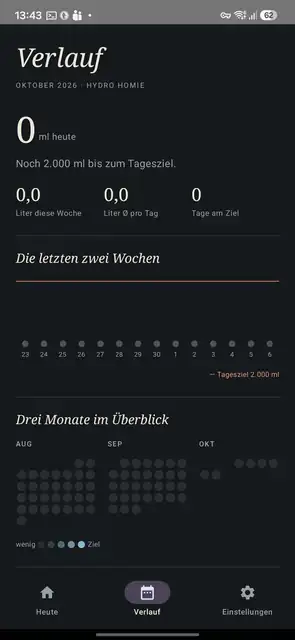 13:43
62
Verlauf
OKTOBER 2026 · HYDRO HOMIE
0 ml heute
Noch 2.000 ml bis zum Tagesziel.
0,0 0,0 0
Liter diese Woche Liter Ø pro Tag Tage am Ziel
Die letzten zwei Wochen
23 24 25 26 27 28 29 30 1 2 3 4 5 6
— Tagesziel 2.000 ml
Drei Monate im Überblick
AUG SEP OKT
wenig Ziel
Heute Verlauf Einstellungen